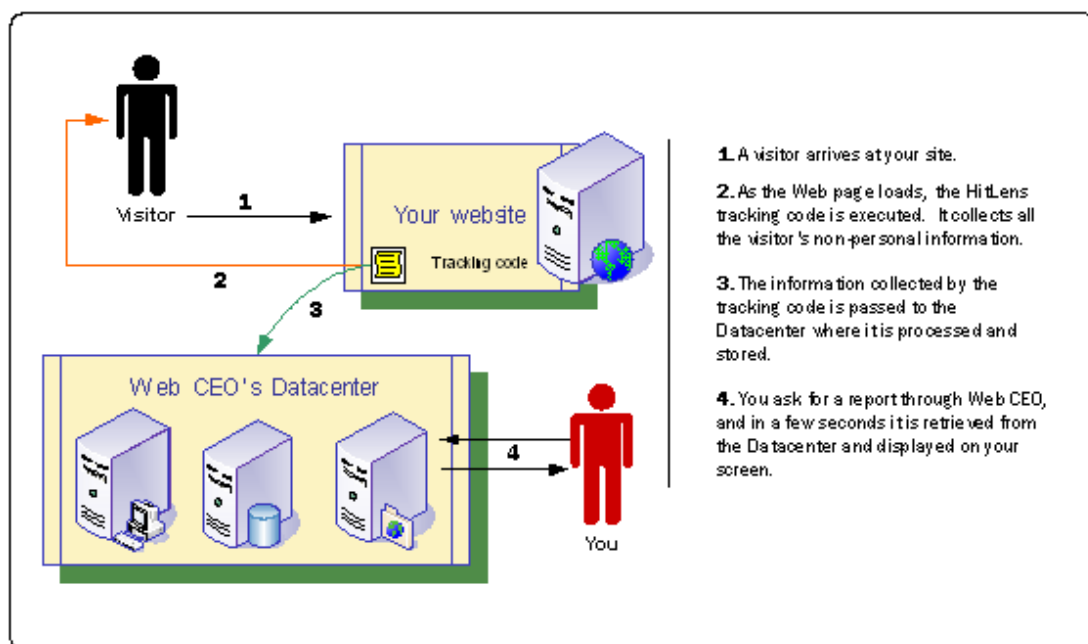 Visitor
1
Your website
Tracking code
2
3
Web CEO's Datacenter
4
You
1. A visitor arrives at your site.
2. As the Web page loads, the HitLens
tracking code is executed. It collects all
the visitor's non-personal information.
3. The information collected by the
tracking code is passed to the
Datacenter where it is processed and
stored.
4. You ask for a report through Web CEO,
and in a few seconds it is retrieved from
the Datacenter and displayed on your
screen.